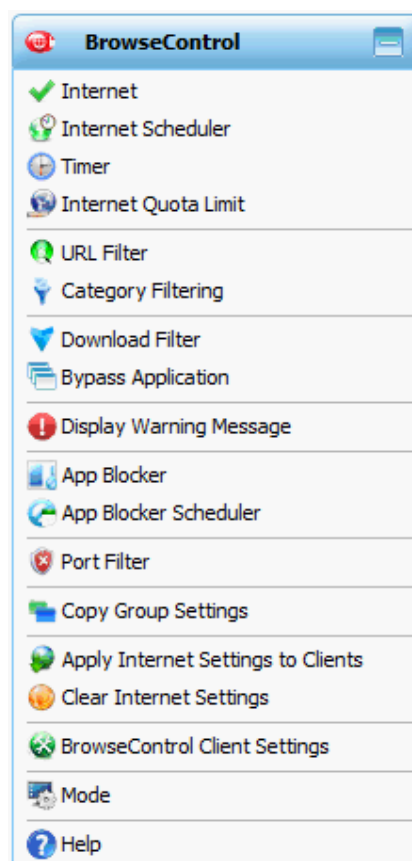 BrowseControl
Internet
Internet Scheduler
Timer
Internet Quota Limit
URL Filter
Category Filtering
Download Filter
Bypass Application
Display Warning Message
App Blocker
App Blocker Scheduler
Port Filter
Copy Group Settings
Apply Internet Settings to Clients
Clear Internet Settings
BrowseControl Client Settings
Mode
Help